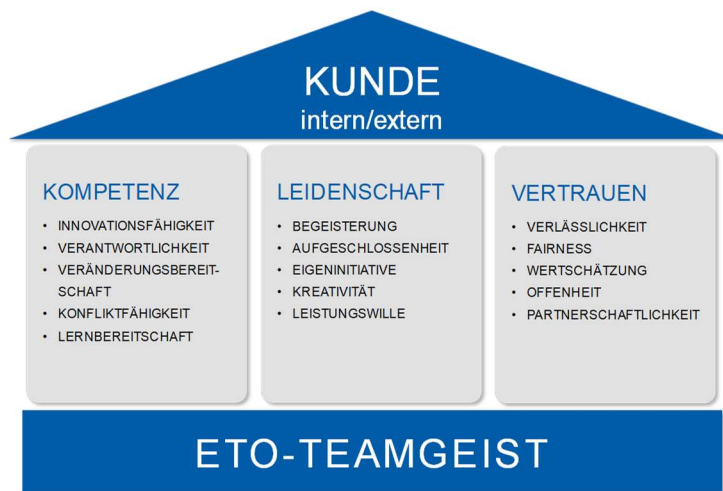 KUNDE
intern/extern
KOMPETENZ
• INNOVATIONSFÄHIGKEIT
• VERANTWORTLICHKEIT
• VERÄNDERUNGSBEREIT-
SCHAFT
• KONFLIKTFÄHIGKEIT
• LERNBEREITSCHAFT
LEIDENSCHAFT
• BEGEISTERUNG
• AUFGESCHLOSSENHEIT
• EIGENINITIATIVE
• KREATIVITÄT
• LEISTUNGSWILLE
VERTRAUEN
• VERLÄSSLICHKEIT
• FAIRNESS
• WERTSCHÄTZUNG
• OFFENHEIT
• PARTNERSCHAFTLICHKEIT
ETO-TEAMGEIST